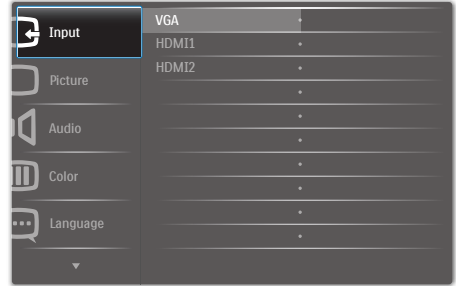 Input
VGA
HDMI1
HDMI2
Picture
Audio
Color
Language